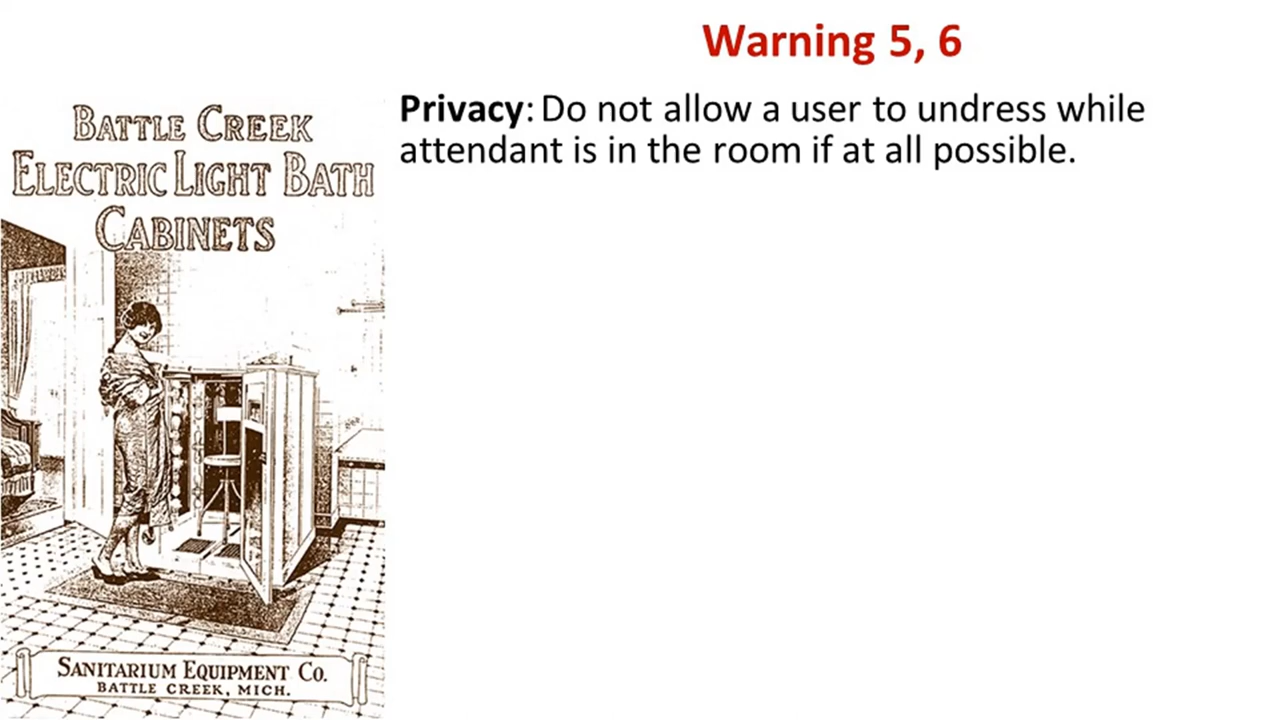 Warning 5, 6
Privacy: Do not allow a user to undress while
attendant is in the room if at all possible.
BATTLE CREEK
ELECTRIC LIGHT BATH
CABINETS
SANITARIUM EQUIPMENT CO.
BATTLE CREEK, MICH.